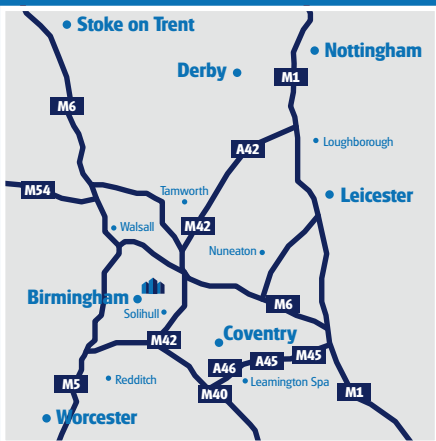 Stoke on Trent
Nottingham
Derby
M1
M6
Loughborough
A42
M54
Tamworth
Leicester
Walsall
M42
Nuneaton
Birmingham
M6
Solihull
Coventry
M42
M45
A45
A46
M5
Redditch
Leamington Spa
M40
M1
Worcester